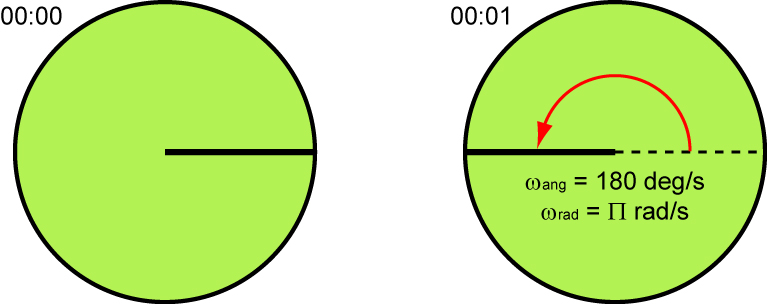 00:00
00:01
ωang = 180 deg/s
ωrad = Π rad/s